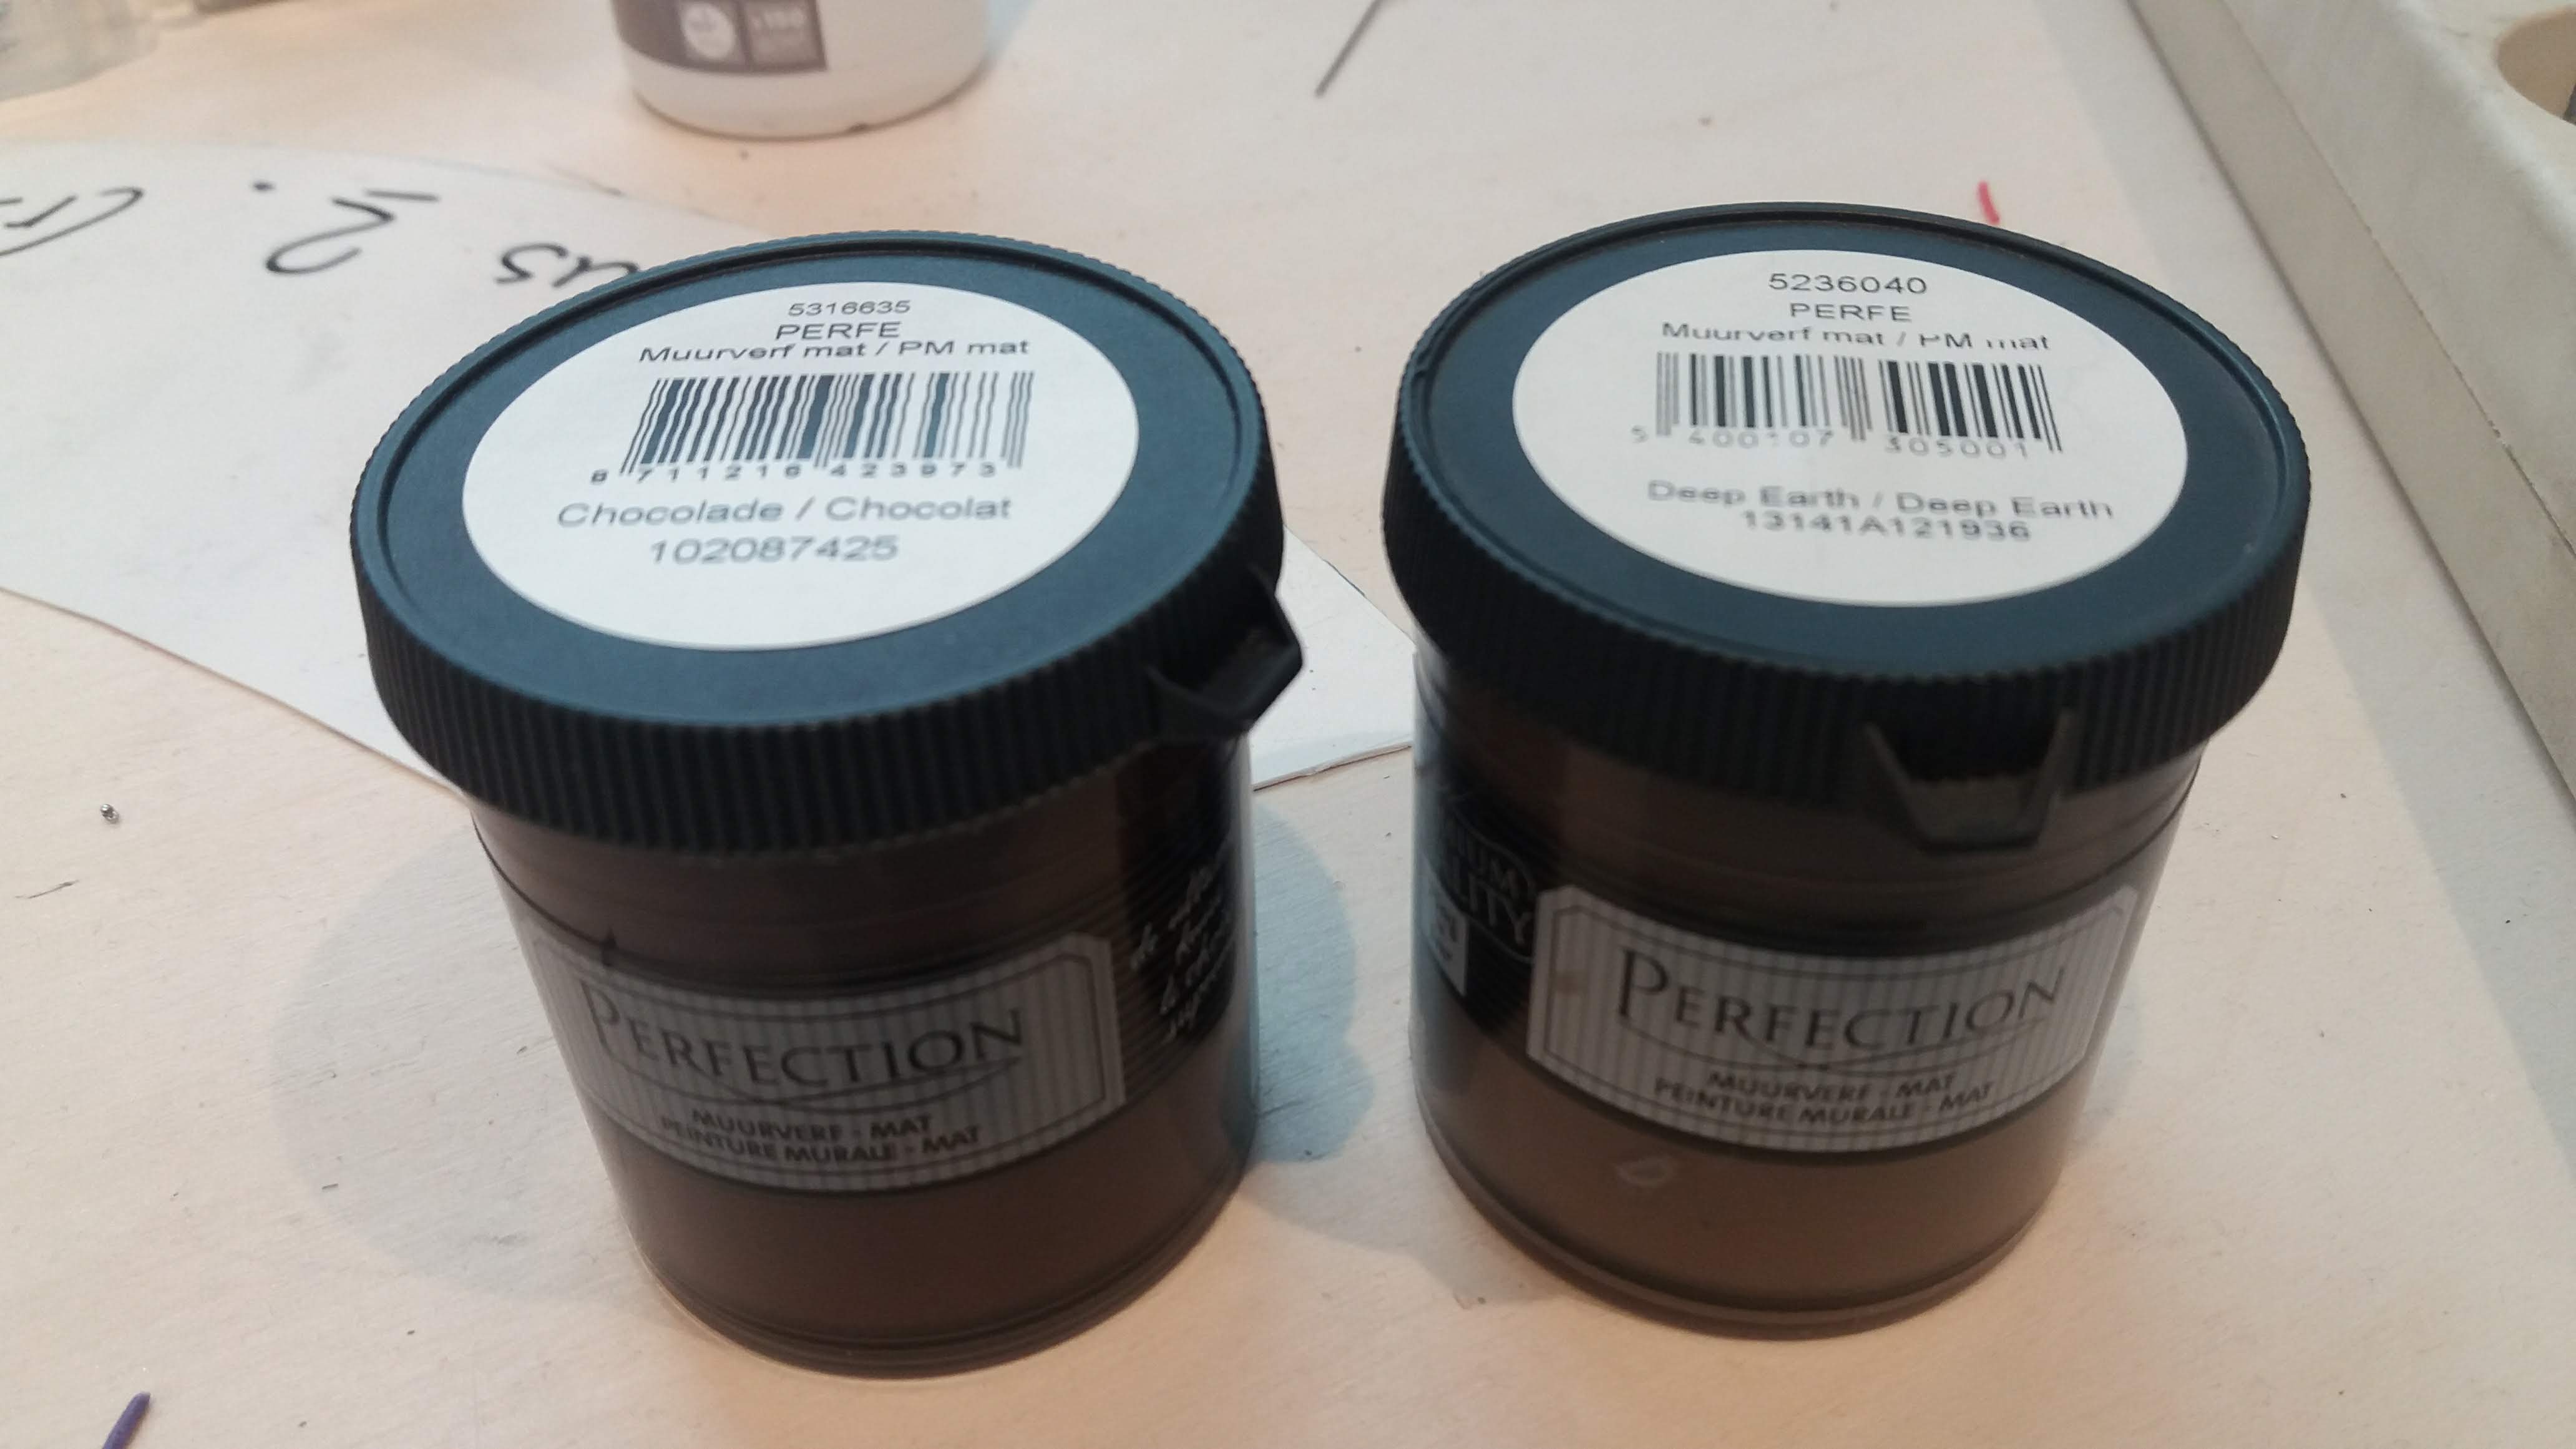 5316635
PERFE
Muurverf mat / PM mat
8 711216 423973
Chocolade / Chocolat
102087425
PERFECTION
MUURVERF - MAT
PEINTURE MURALE - MAT
5236040
PERFE
Muurverf mat / PM mat
5 400107 305001
Deep Earth / Deep Earth
13141A121936
PERFECTION
MUURVERF - MAT
PEINTURE MURALE - MAT
2.